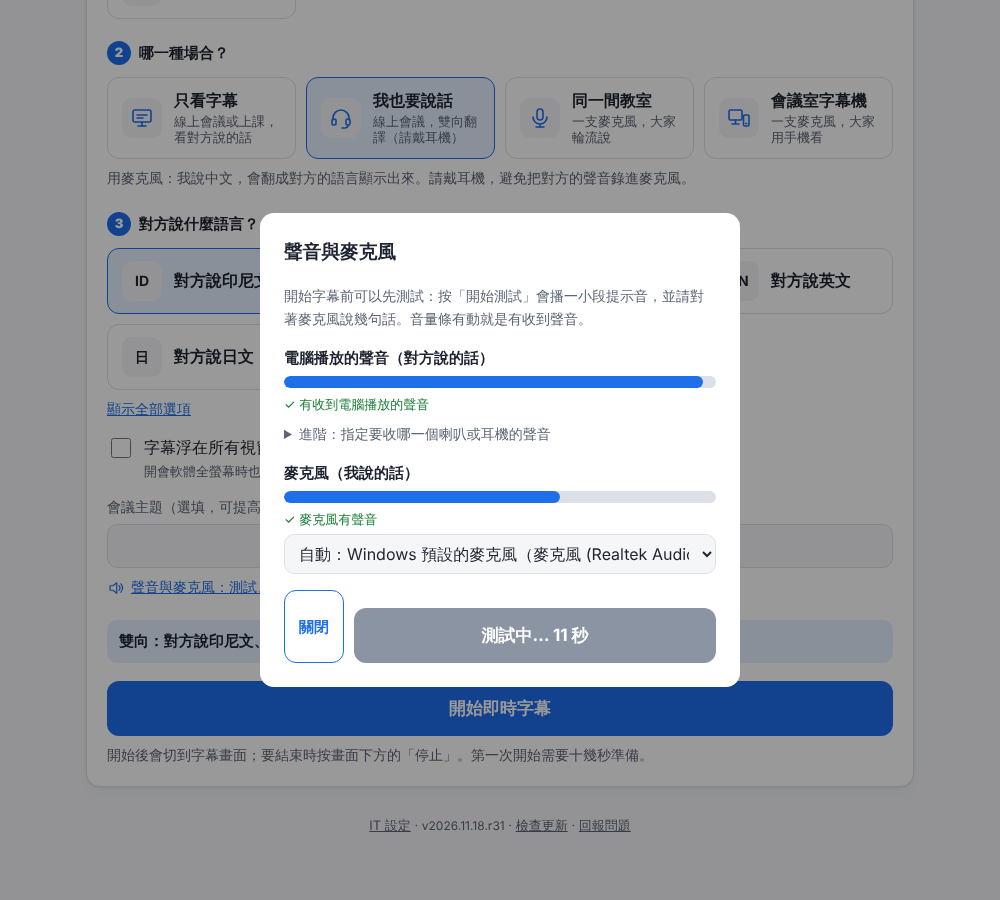 2 哪一種場合？
只看字幕
線上會議或上課，
看對方說的話
我也要說話
線上會議，雙向翻
譯（請戴耳機）
同一間教室
一支麥克風，大家
輪流說
會議室字幕機
一支麥克風，大家
用手機看
用麥克風：我說中文，會翻成對方的語言顯示出來。請戴耳機，避免把對方的聲音錄進麥克風。
3 對方說什麼語言？
ID 對方說印尼文
對方說英文
日 對方說日文
顯示全部選項
字幕浮在所有視窗
開會軟體全螢幕時也
會議主題（選填，可提高
聲音與麥克風：測試
雙向：對方說印尼文、
開始即時字幕
開始後會切到字幕畫面；要結束時按畫面下方的「停止」。第一次開始需要十幾秒準備。
IT 設定 · v2026.11.18.r31 · 檢查更新 · 回報問題
聲音與麥克風
開始字幕前可以先測試：按「開始測試」會播一小段提示音，並請對
著麥克風說幾句話。音量條有動就是有收到聲音。
電腦播放的聲音（對方說的話）
✓ 有收到電腦播放的聲音
▶ 進階：指定要收哪一個喇叭或耳機的聲音
麥克風（我說的話）
✓ 麥克風有聲音
自動：Windows 預設的麥克風（麥克風 (Realtek Audio
關閉
測試中… 11 秒